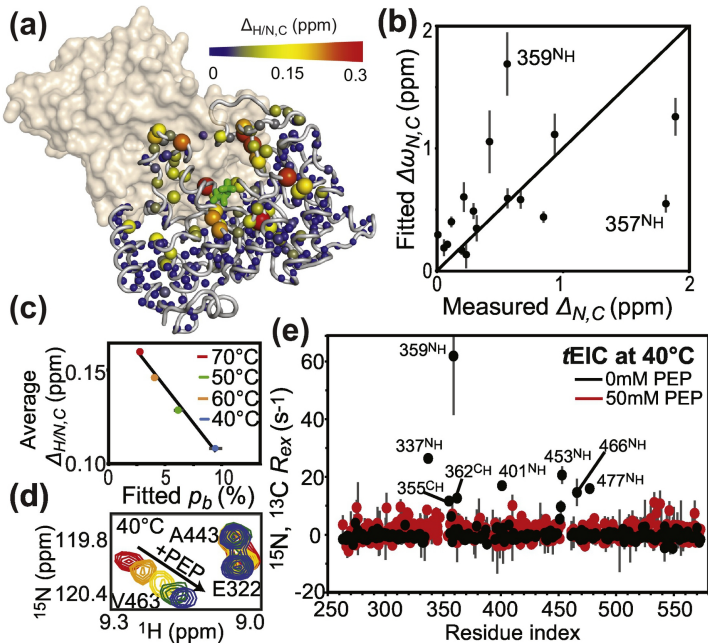 (a)
Δ_H/N,C (ppm)
0 0.15 0.3
(b)
2
1
0
0 1 2
Fitted Δω_N,C (ppm)
Measured Δ_N,C (ppm)
359^NH
357^NH
(c)
Average
Δ_H/N,C (ppm)
0.15
0.10
70°C
50°C
60°C
40°C
0 5 10 15
Fitted p_b (%)
(d)
40°C
+PEP
A443
E322
V463
119.8
120.4
¹⁵N (ppm)
9.3 9.0
¹H (ppm)
(e)
tEIC at 40°C
0mM PEP
50mM PEP
359^NH
337^NH
355^CH
362^CH
401^NH
453^NH
466^NH
477^NH
60
40
20
0
-20
¹⁵N, ¹³C R_ex (s⁻¹)
250 300 350 400 450 500 550
Residue index